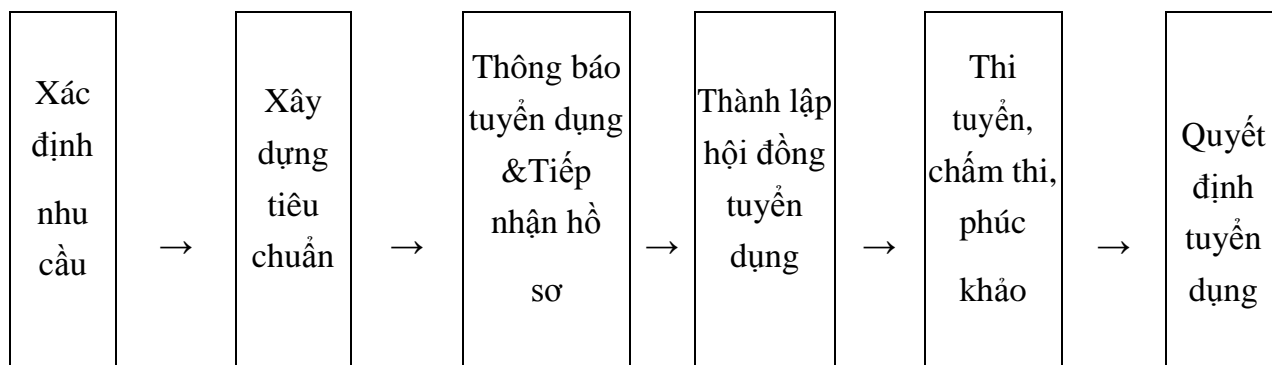 Xác
định
nhu
cầu
→
Xây
dựng
tiêu
chuẩn
→
Thông báo
tuyển dụng
&Tiếp
nhận hồ
sơ
→
Thành lập
hội đồng
tuyển
dụng
→
Thi
tuyển,
chấm thi,
phúc
khảo
→
Quyết
định
tuyển
dụng